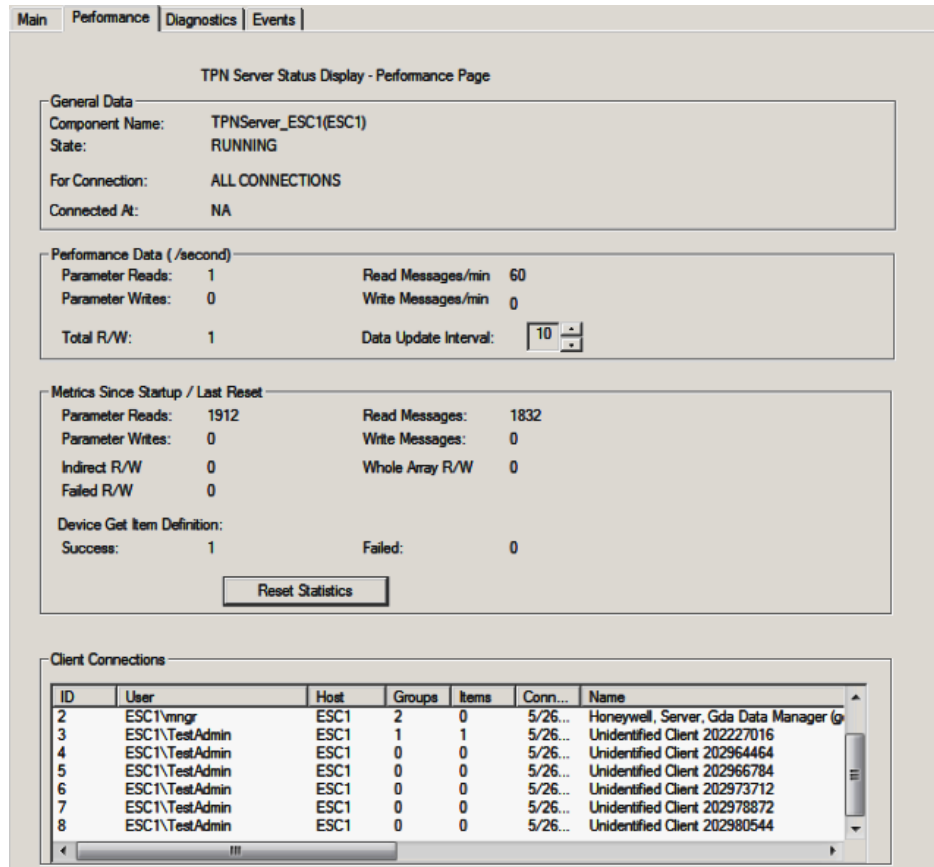 Main Performance Diagnostics Events
TPN Server Status Display - Performance Page
General Data
Component Name: TPNServer_ESC1(ESC1)
State: RUNNING
For Connection: ALL CONNECTIONS
Connected At: NA
Performance Data ( /second)
Parameter Reads: 1 Read Messages/min 60
Parameter Writes: 0 Write Messages/min 0
Total R/W: 1 Data Update Interval: 10
Metrics Since Startup / Last Reset
Parameter Reads: 1912 Read Messages: 1832
Parameter Writes: 0 Write Messages: 0
Indirect R/W 0 Whole Array R/W 0
Failed R/W 0
Device Get Item Definition:
Success: 1 Failed: 0
Reset Statistics
Client Connections
ID User Host Groups Items Conn... Name
2 ESC1\mngr ESC1 2 0 5/26... Honeywell, Server, Gda Data Manager (g
3 ESC1\TestAdmin ESC1 1 1 5/26... Unidentified Client 202227016
4 ESC1\TestAdmin ESC1 0 0 5/26... Unidentified Client 202964464
5 ESC1\TestAdmin ESC1 0 0 5/26... Unidentified Client 202966784
6 ESC1\TestAdmin ESC1 0 0 5/26... Unidentified Client 202973712
7 ESC1\TestAdmin ESC1 0 0 5/26... Unidentified Client 202978872
8 ESC1\TestAdmin ESC1 0 0 5/26... Unidentified Client 202980544